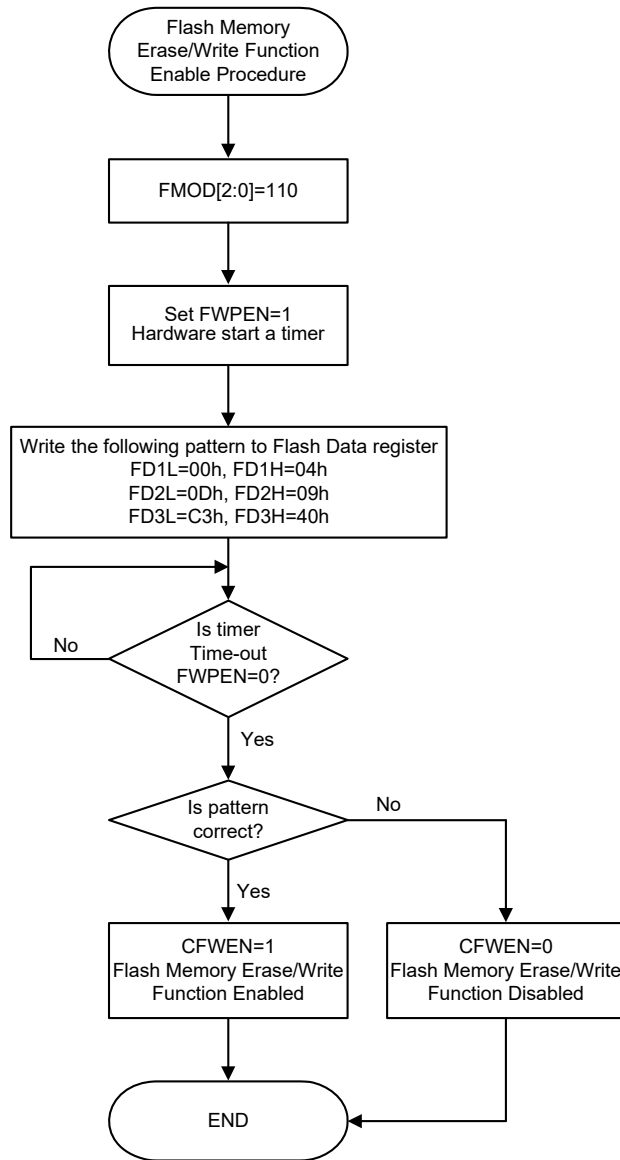 Flash Memory
Erase/Write Function
Enable Procedure
FMOD[2:0]=110
Set FWPEN=1
Hardware start a timer
Write the following pattern to Flash Data register
FD1L=00h, FD1H=04h
FD2L=0Dh, FD2H=09h
FD3L=C3h, FD3H=40h
Is timer
Time-out
FWPEN=0?
No
Yes
Is pattern
correct?
No
Yes
CFWEN=1
Flash Memory Erase/Write
Function Enabled
CFWEN=0
Flash Memory Erase/Write
Function Disabled
END